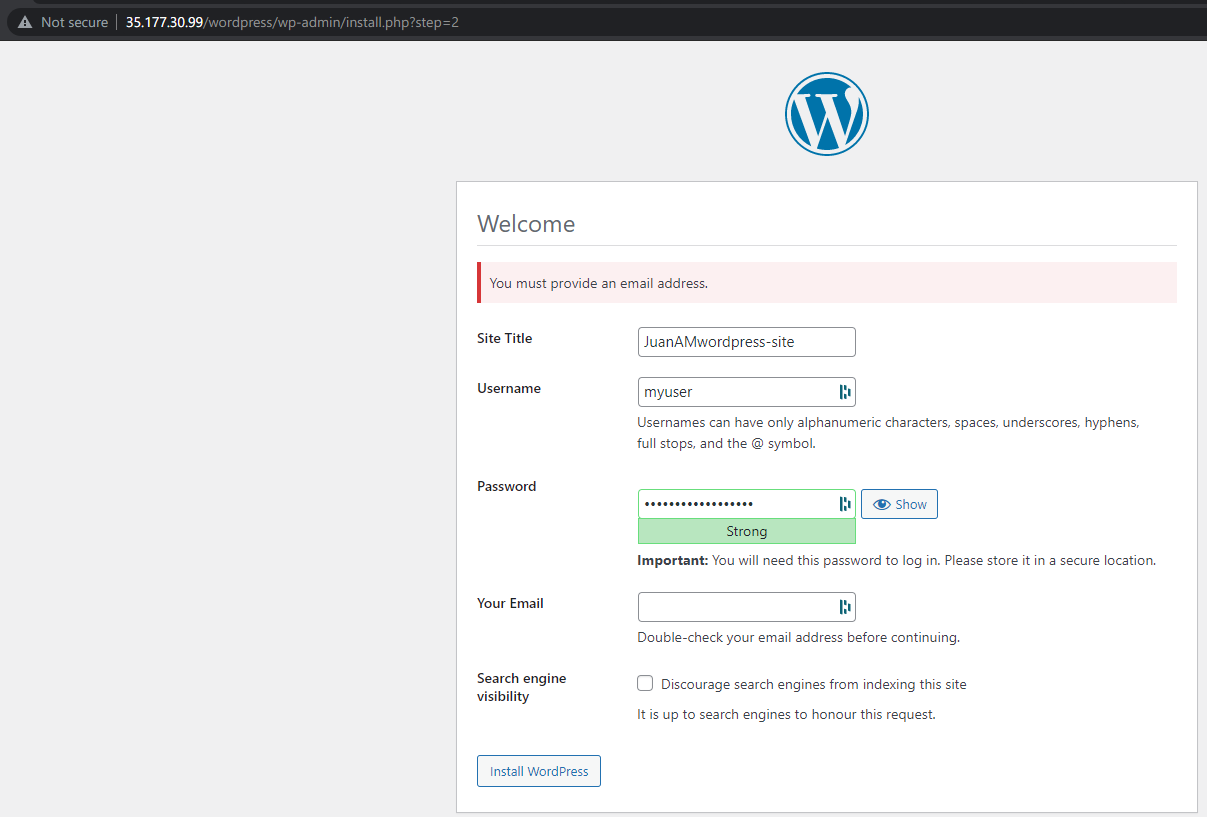 Not secure | 35.177.30.99/wordpress/wp-admin/install.php?step=2
Welcome
You must provide an email address.
Site Title
JuanAMwordpress-site
Username
myuser
Usernames can have only alphanumeric characters, spaces, underscores, hyphens,
full stops, and the @ symbol.
Password
•••••••••••••••••• Show
Strong
Important: You will need this password to log in. Please store it in a secure location.
Your Email
Double-check your email address before continuing.
Search engine
visibility
Discourage search engines from indexing this site
It is up to search engines to honour this request.
Install WordPress